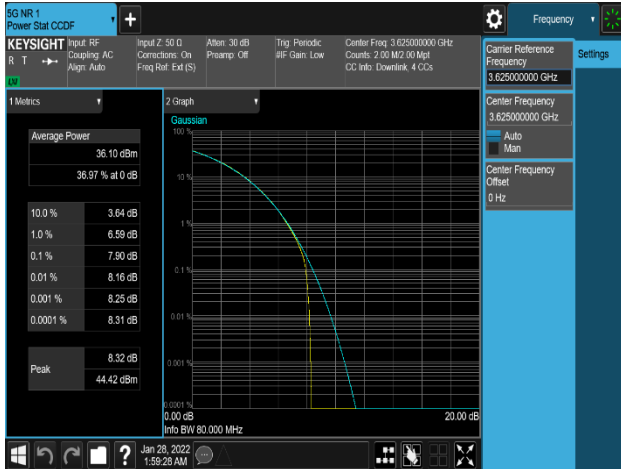 5G NR 1
Power Stat CCDF
+
Frequency
KEYSIGHT
R T
LV
Input: RF
Coupling: AC
Align: Auto
Input Z: 50 Ω
Corrections: On
Freq Ref: Ext (S)
Atten: 30 dB
Preamp: Off
Trig: Periodic
#IF Gain: Low
Center Freq: 3.625000000 GHz
Counts: 2.00 M/2.00 Mpt
CC Info: Downlink, 4 CCs
Carrier Reference
Frequency
3.625000000 GHz
Settings
Center Frequency
3.625000000 GHz
Auto
Man
Center Frequency
Offset
0 Hz
1 Metrics
Average Power
36.10 dBm
36.97 % at 0 dB
10.0 % 3.64 dB
1.0 % 6.59 dB
0.1 % 7.90 dB
0.01 % 8.16 dB
0.001 % 8.25 dB
0.0001 % 8.31 dB
Peak
8.32 dB
44.42 dBm
2 Graph
Gaussian
100 %
10 %
1 %
0.1 %
0.01 %
0.001 %
0.0001 %
0.00 dB 20.00 dB
Info BW 80.000 MHz
?
Jan 28, 2022
1:59:28 AM